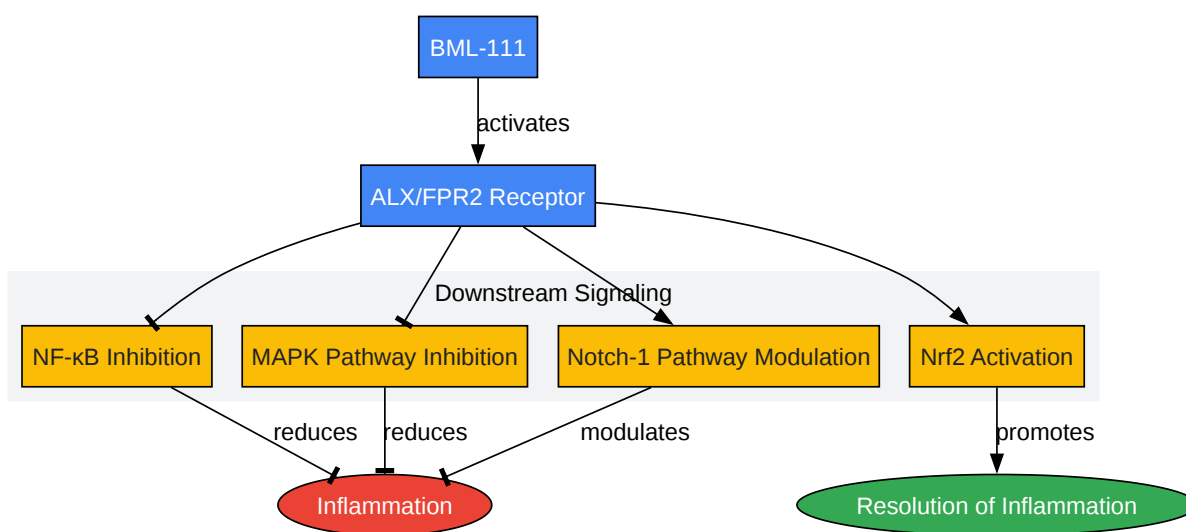 BML-111
activates
ALX/FPR2 Receptor
Downstream Signaling
NF-κB Inhibition
MAPK Pathway Inhibition
Notch-1 Pathway Modulation
Nrf2 Activation
reduces
reduces
modulates
promotes
Inflammation
Resolution of Inflammation